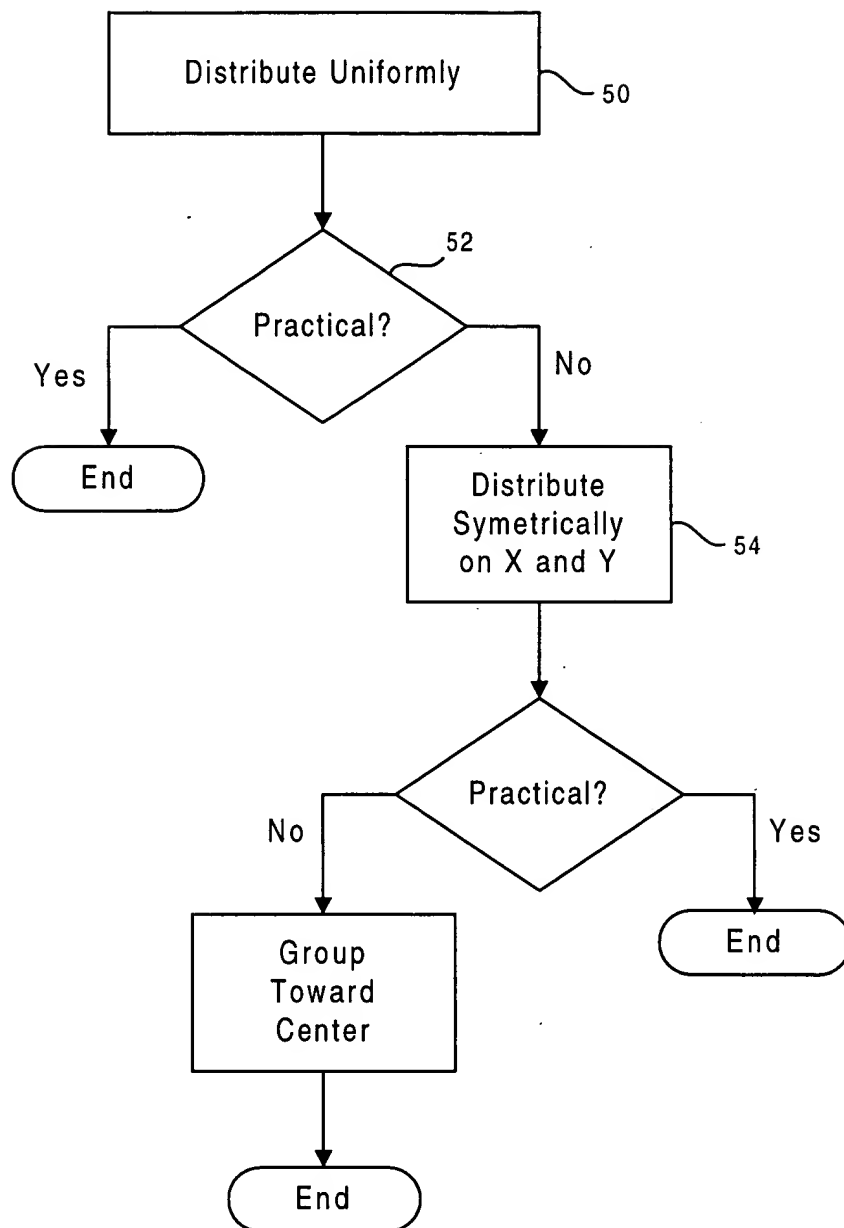 Distribute Uniformly
50
52
Practical?
Yes
No
End
Distribute
Symetrically
on X and Y
54
Practical?
No
Yes
Group
Toward
Center
End
End